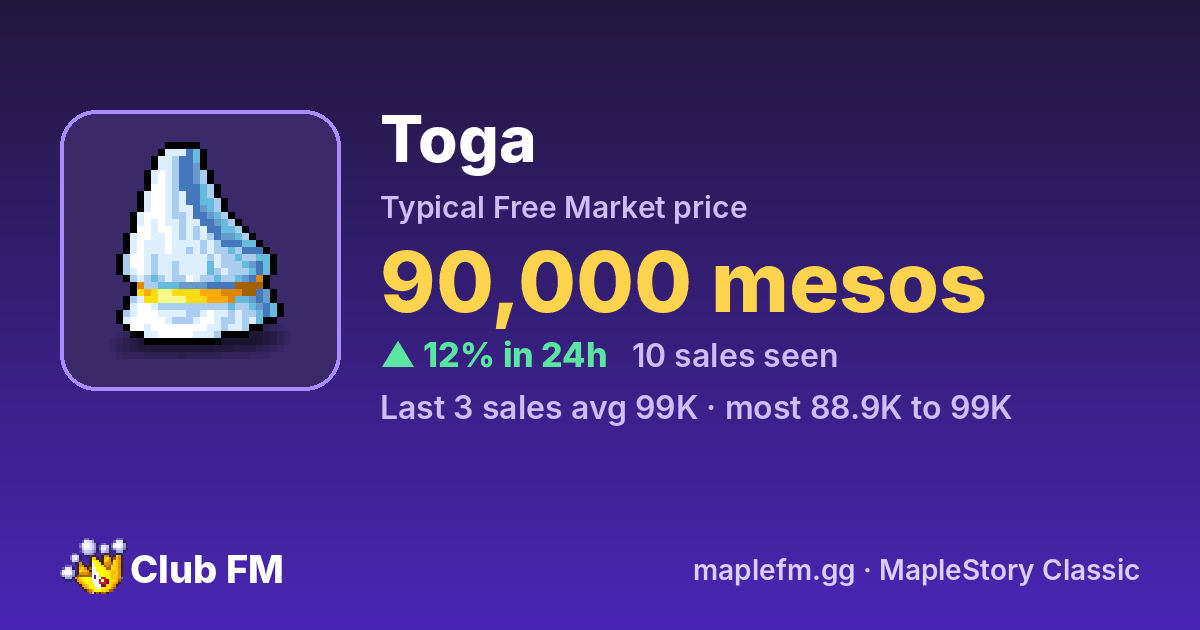 Toga
Typical Free Market price
90,000 mesos
▲ 12% in 24h 10 sales seen
Last 3 sales avg 99K · most 88.9K to 99K
Club FM
maplefm.gg · MapleStory Classic